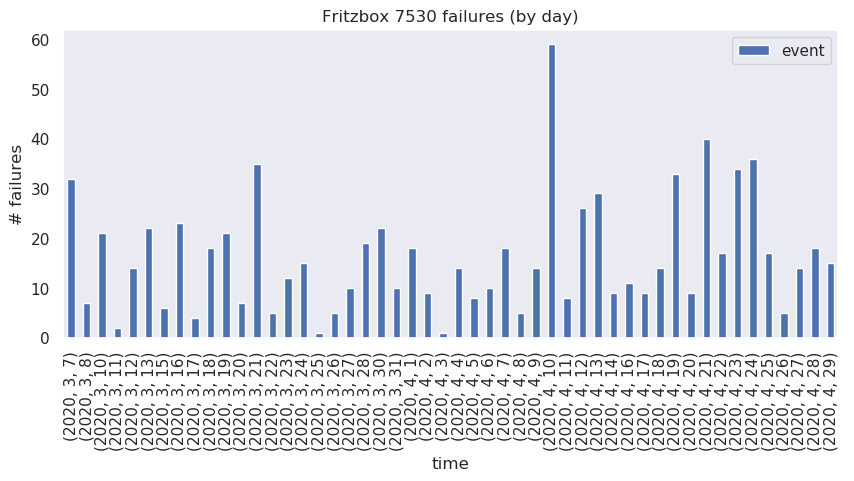 Fritzbox 7530 failures (by day)
event
# failures
60
50
40
30
20
10
0
(2020, 3, 7)
(2020, 3, 8)
(2020, 3, 10)
(2020, 3, 11)
(2020, 3, 12)
(2020, 3, 13)
(2020, 3, 15)
(2020, 3, 16)
(2020, 3, 17)
(2020, 3, 18)
(2020, 3, 19)
(2020, 3, 20)
(2020, 3, 21)
(2020, 3, 22)
(2020, 3, 23)
(2020, 3, 24)
(2020, 3, 25)
(2020, 3, 26)
(2020, 3, 27)
(2020, 3, 28)
(2020, 3, 30)
(2020, 3, 31)
(2020, 4, 1)
(2020, 4, 2)
(2020, 4, 3)
(2020, 4, 4)
(2020, 4, 5)
(2020, 4, 6)
(2020, 4, 7)
(2020, 4, 8)
(2020, 4, 9)
(2020, 4, 10)
(2020, 4, 11)
(2020, 4, 12)
(2020, 4, 13)
(2020, 4, 14)
(2020, 4, 16)
(2020, 4, 17)
(2020, 4, 18)
(2020, 4, 19)
(2020, 4, 20)
(2020, 4, 21)
(2020, 4, 22)
(2020, 4, 23)
(2020, 4, 24)
(2020, 4, 25)
(2020, 4, 26)
(2020, 4, 27)
(2020, 4, 28)
(2020, 4, 29)
time